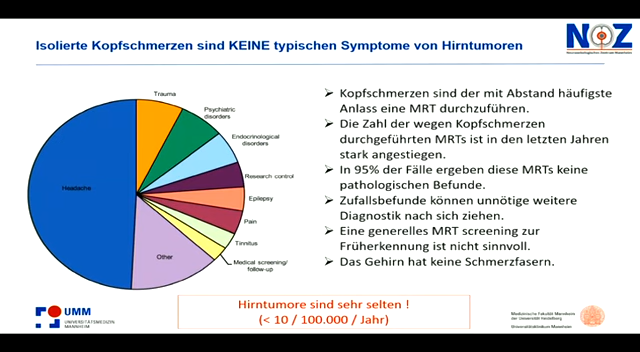 Isolierte Kopfschmerzen sind KEINE typischen Symptome von Hirntumoren
NOZ
Trauma
Psychiatric
disorders
Endocrinological
disorders
Research control
Epilepsy
Pain
Tinnitus
Medical screening/
follow-up
Other
Headache
Kopfschmerzen sind der mit Abstand häufigste
Anlass eine MRT durchzuführen.
Die Zahl der wegen Kopfschmerzen
durchgeführten MRTs ist in den letzten Jahren
stark angestiegen.
In 95% der Fälle ergeben diese MRTs keine
pathologischen Befunde.
Zufallsbefunde können unnötige weitere
Diagnostik nach sich ziehen.
Eine generelles MRT screening zur
Früherkennung ist nicht sinnvoll.
Das Gehirn hat keine Schmerzfasern.
Hirntumore sind sehr selten !
(< 10 / 100.000 / Jahr)
UMM
UNIVERSITÄTSMEDIZIN
MANNHEIM
Medizinische Fakultät Mannheim
der Universität Heidelberg
Universitätsklinikum Mannheim